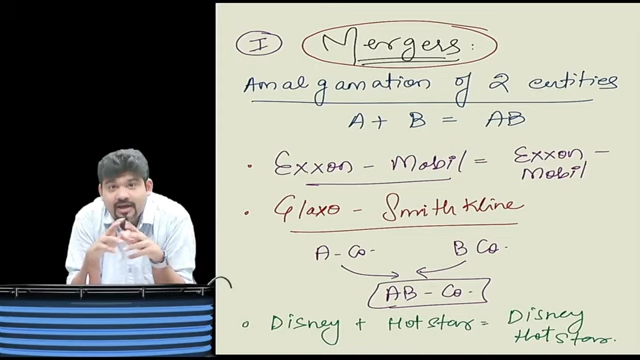 I Mergers:
Amalgamation of 2 entities
A + B = AB
• Exxon - Mobil = Exxon - Mobil
• Glaxo - Smithkline
A - Co. B Co.
AB - Co.
• Disney + Hotstar = Disney Hotstar.